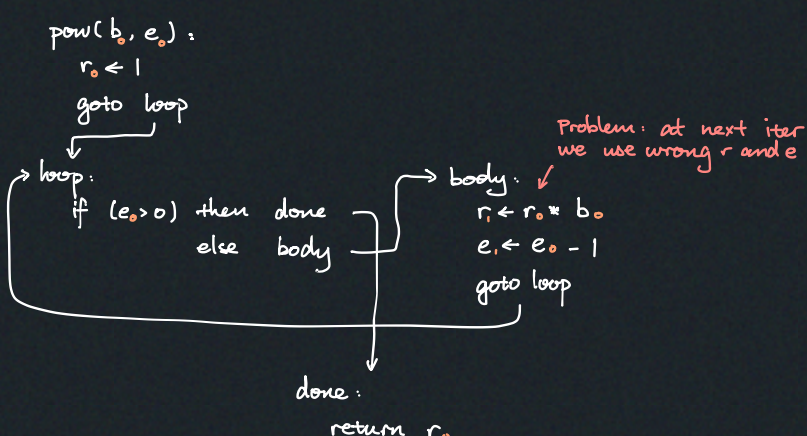 pow(b₀, e₀):
r₀ ← 1
goto loop
loop:
if (e₀>0) then done
else body
Problem: at next iter
we use wrong r and e
body:
r₁ ← r₀ * b₀
e₁ ← e₀ - 1
goto loop
done:
return r₀